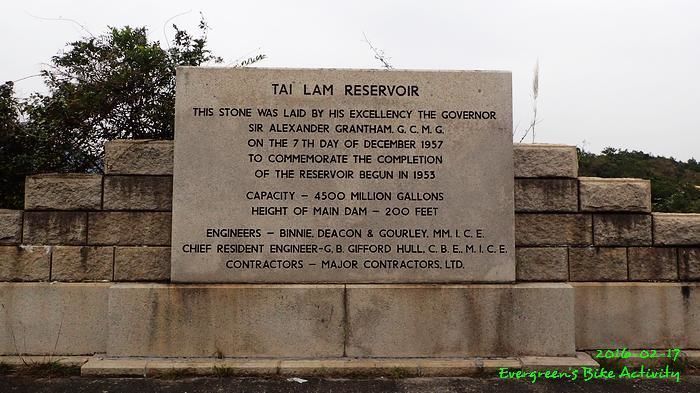 TAI LAM RESERVOIR
THIS STONE WAS LAID BY HIS EXCELLENCY THE GOVERNOR
SIR ALEXANDER GRANTHAM. G. C. M. G.
ON THE 7TH DAY OF DECEMBER 1957
TO COMMEMORATE THE COMPLETION
OF THE RESERVOIR BEGUN IN 1953
CAPACITY – 4500 MILLION GALLONS
HEIGHT OF MAIN DAM – 200 FEET
ENGINEERS – BINNIE, DEACON & GOURLEY, MM. I. C. E.
CHIEF RESIDENT ENGINEER-G. B. GIFFORD HULL, C. B. E., M. I. C. E.
CONTRACTORS – MAJOR CONTRACTORS, LTD.
2016-02-17
Evergreen's Bike Activity